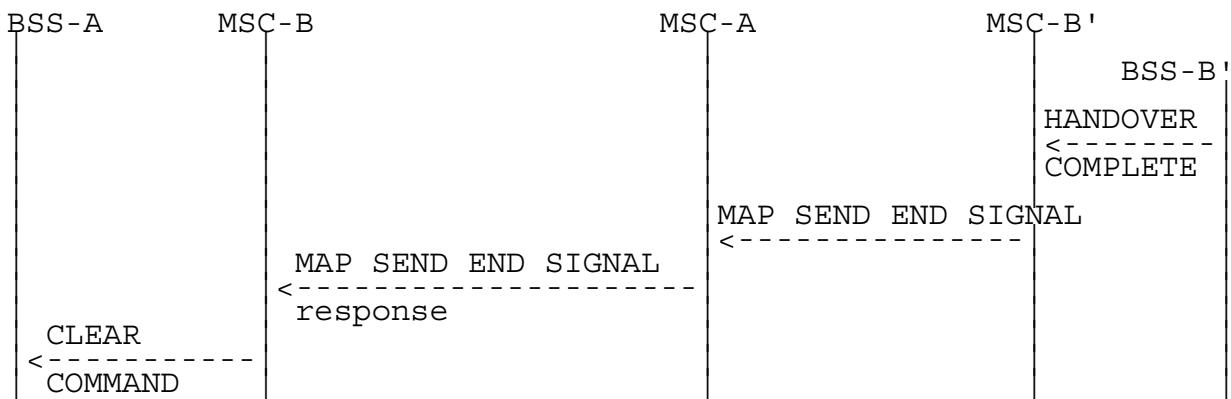 BSS-A MSC-B MSC-A MSC-B'
BSS-B'
HANDOVER
COMPLETE
MAP SEND END SIGNAL
MAP SEND END SIGNAL
response
CLEAR
COMMAND